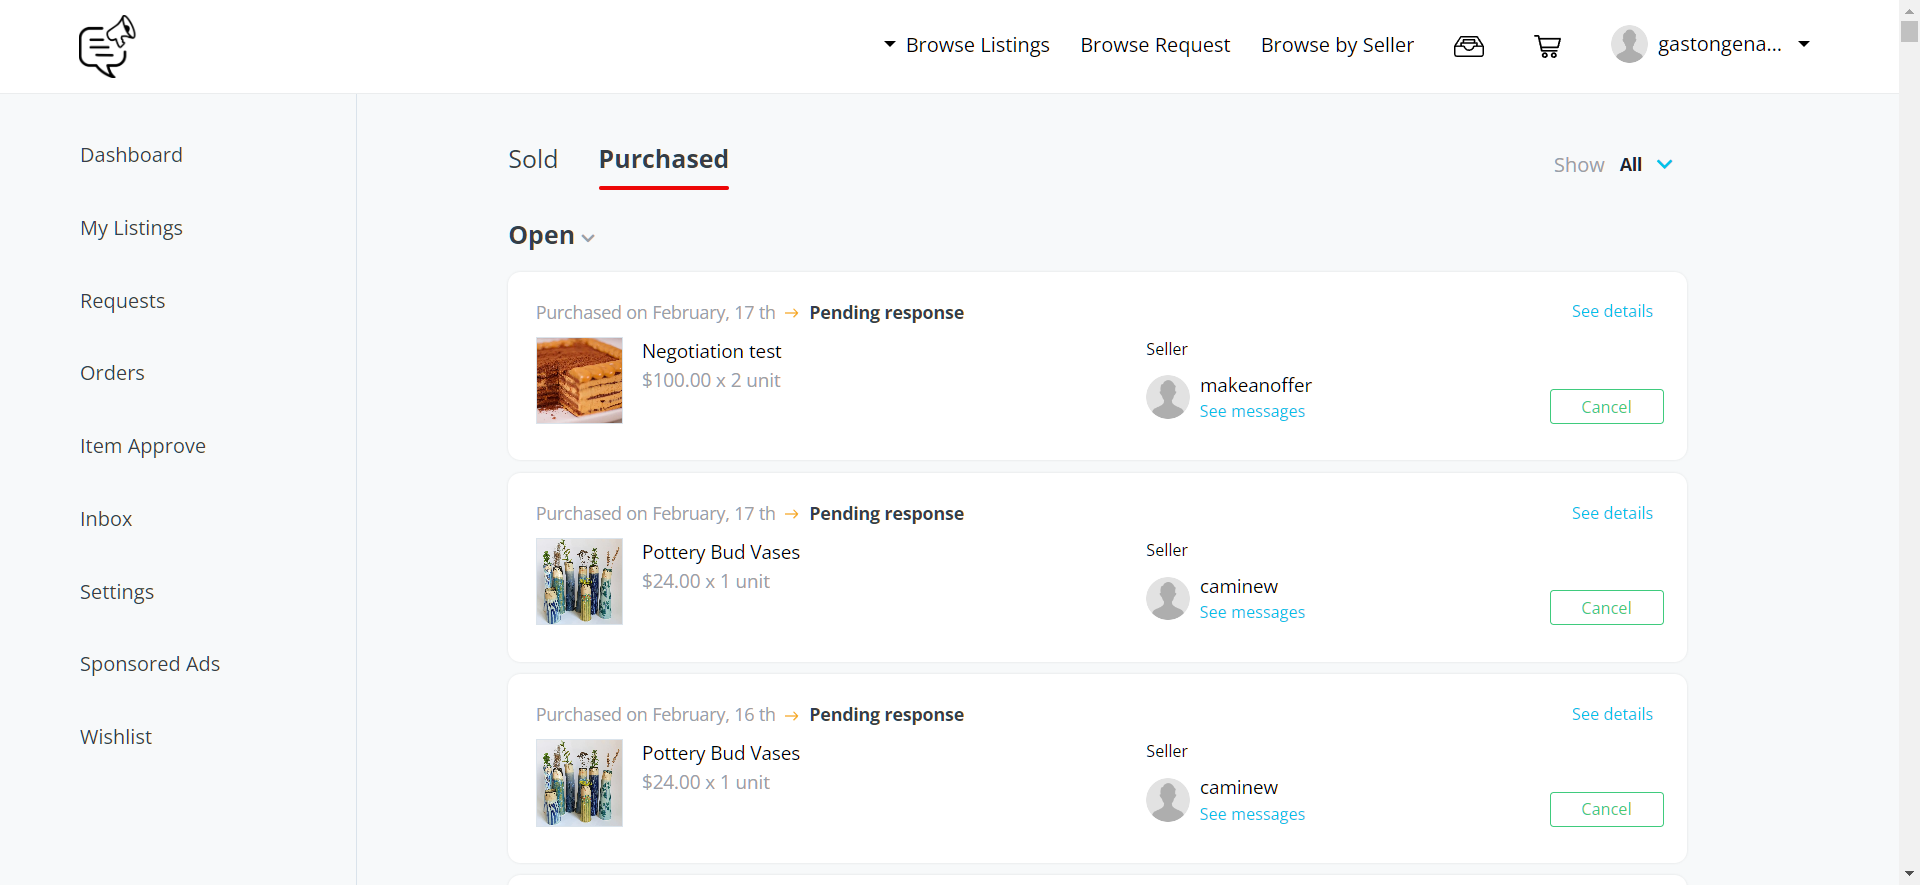 Browse Listings
Browse Request
Browse by Seller
gastongena...
Dashboard
My Listings
Requests
Orders
Item Approve
Inbox
Settings
Sponsored Ads
Wishlist
Sold
Purchased
Show All
Open
Purchased on February, 17 th → Pending response
See details
Negotiation test
$100.00 x 2 unit
Seller
makeanoffer
See messages
Cancel
Purchased on February, 17 th → Pending response
See details
Pottery Bud Vases
$24.00 x 1 unit
Seller
caminew
See messages
Cancel
Purchased on February, 16 th → Pending response
See details
Pottery Bud Vases
$24.00 x 1 unit
Seller
caminew
See messages
Cancel